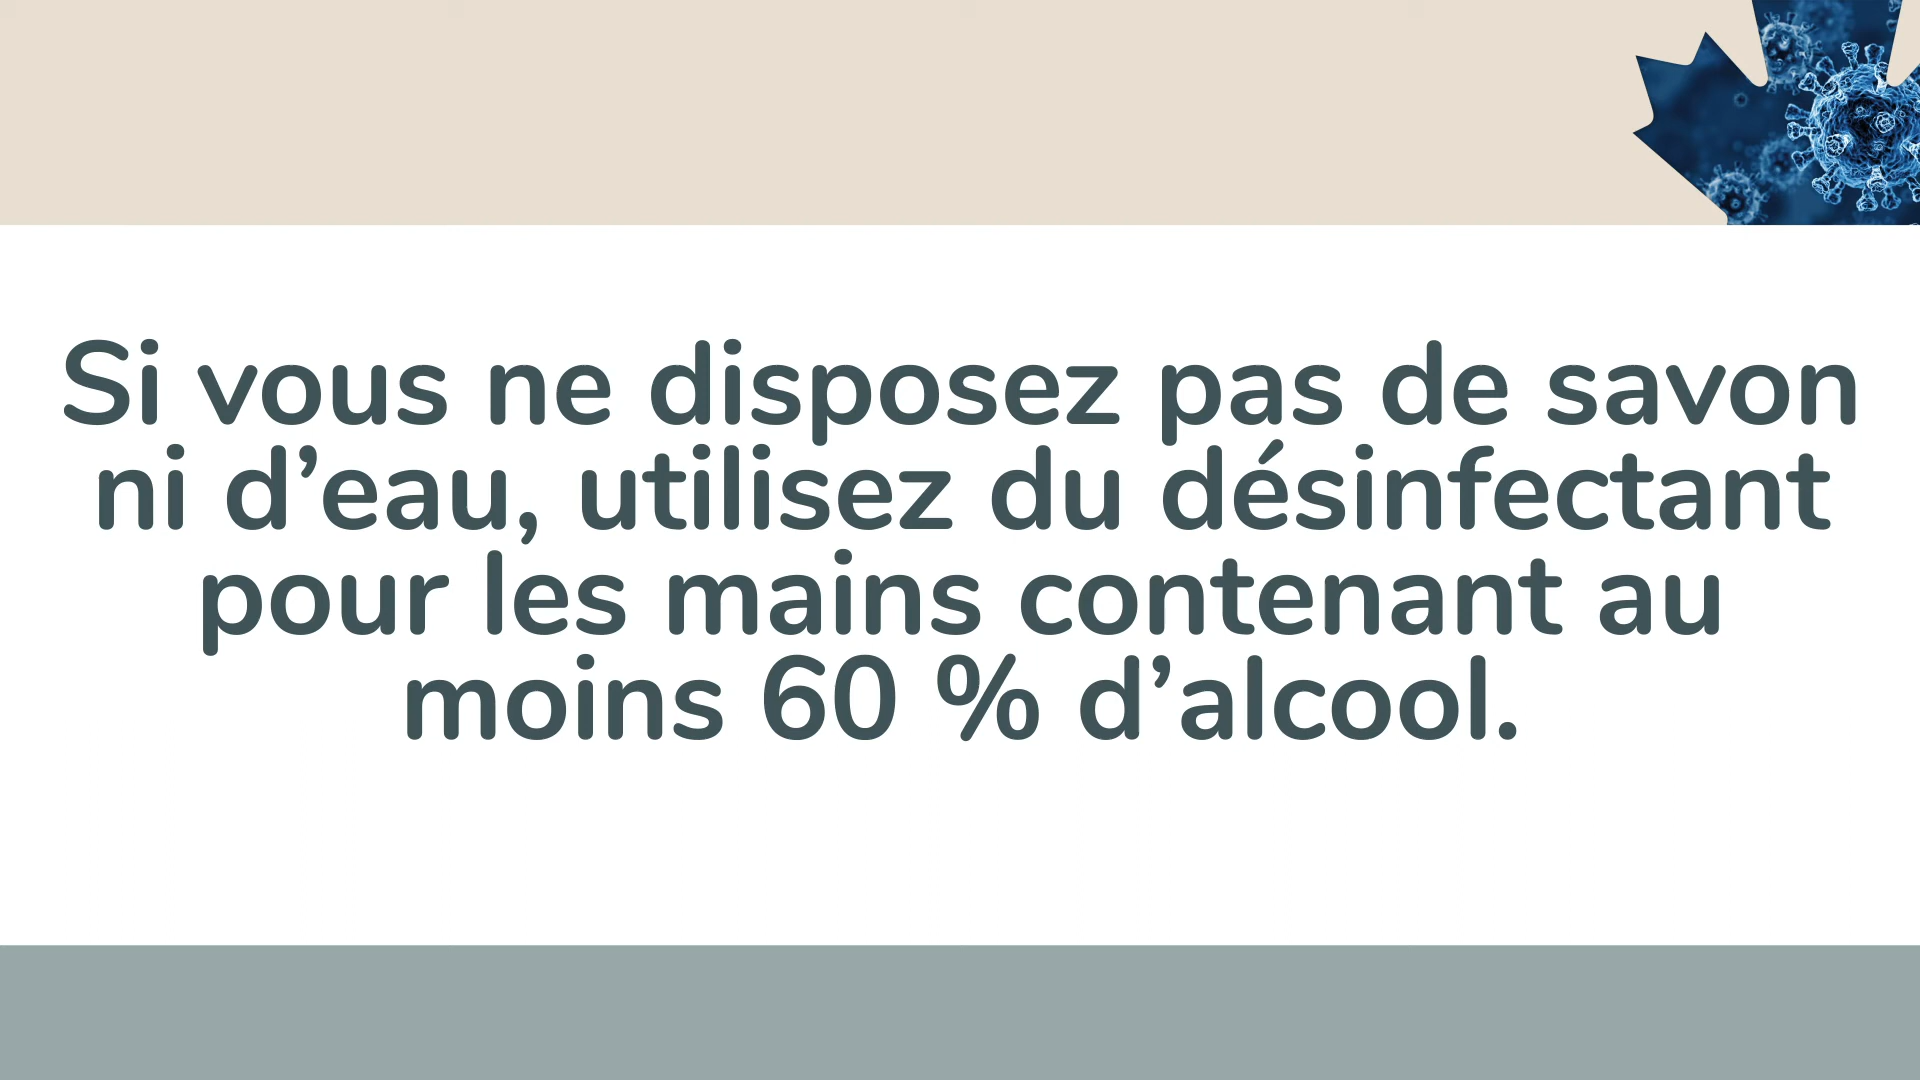 Si vous ne disposez pas de savon
ni d’eau, utilisez du désinfectant
pour les mains contenant au
moins 60 % d’alcool.